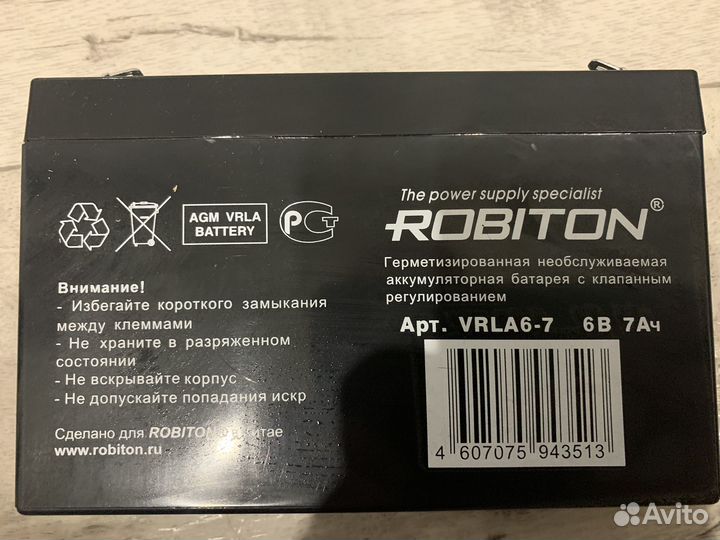 The power supply specialist
ROBITON®
Герметизированная необслуживаемая
аккумуляторная батарея с клапанным
регулированием
Арт. VRLA6-7 6В 7Ач
4 607075 943513
AGM VRLA
BATTERY
РСТ
Внимание!
- Избегайте короткого замыкания
между клеммами
- Не храните в разряженном
состоянии
- Не вскрывайте корпус
- Не допускайте попадания искр
Сделано для ROBITON в Китае
www.robiton.ru
Avito